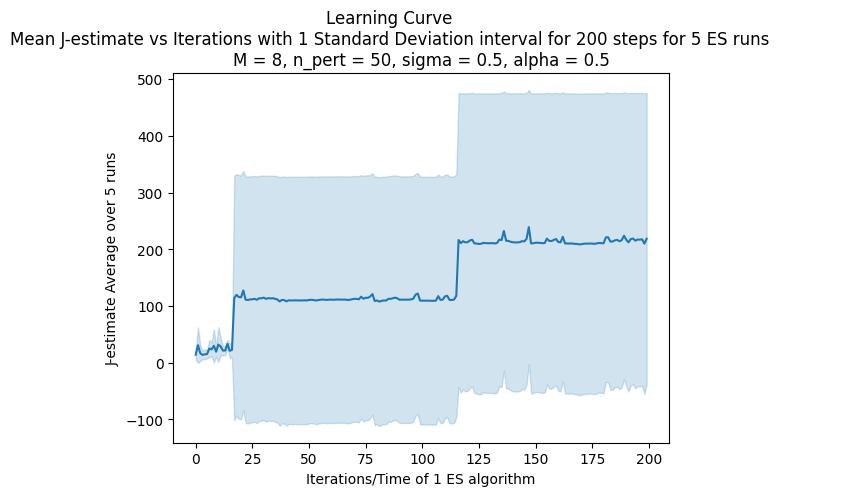 Learning Curve
Mean J-estimate vs Iterations with 1 Standard Deviation interval for 200 steps for 5 ES runs
M = 8, n_pert = 50, sigma = 0.5, alpha = 0.5
500
400
300
200
100
0
−100
J-estimate Average over 5 runs
0 25 50 75 100 125 150 175 200
Iterations/Time of 1 ES algorithm